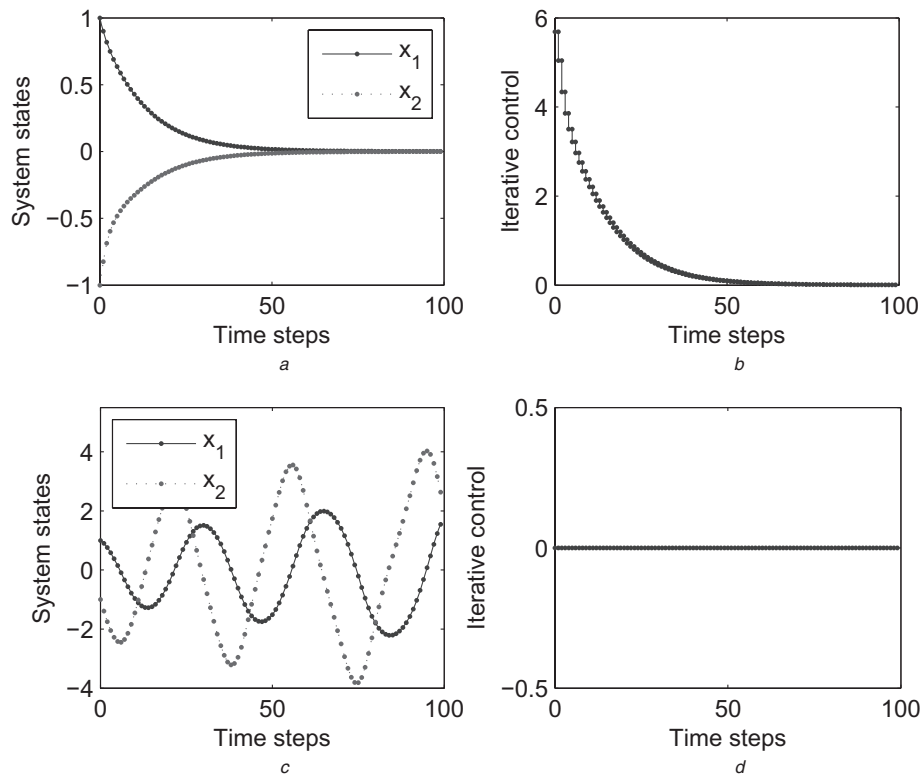 1
0.5
0
−0.5
−1
System states
x1
x2
0
50
100
Time steps
a
6
4
2
0
Iterative control
0
50
100
Time steps
b
4
2
0
−2
−4
System states
x1
x2
0
50
100
Time steps
c
0.5
0
−0.5
Iterative control
0
50
100
Time steps
d